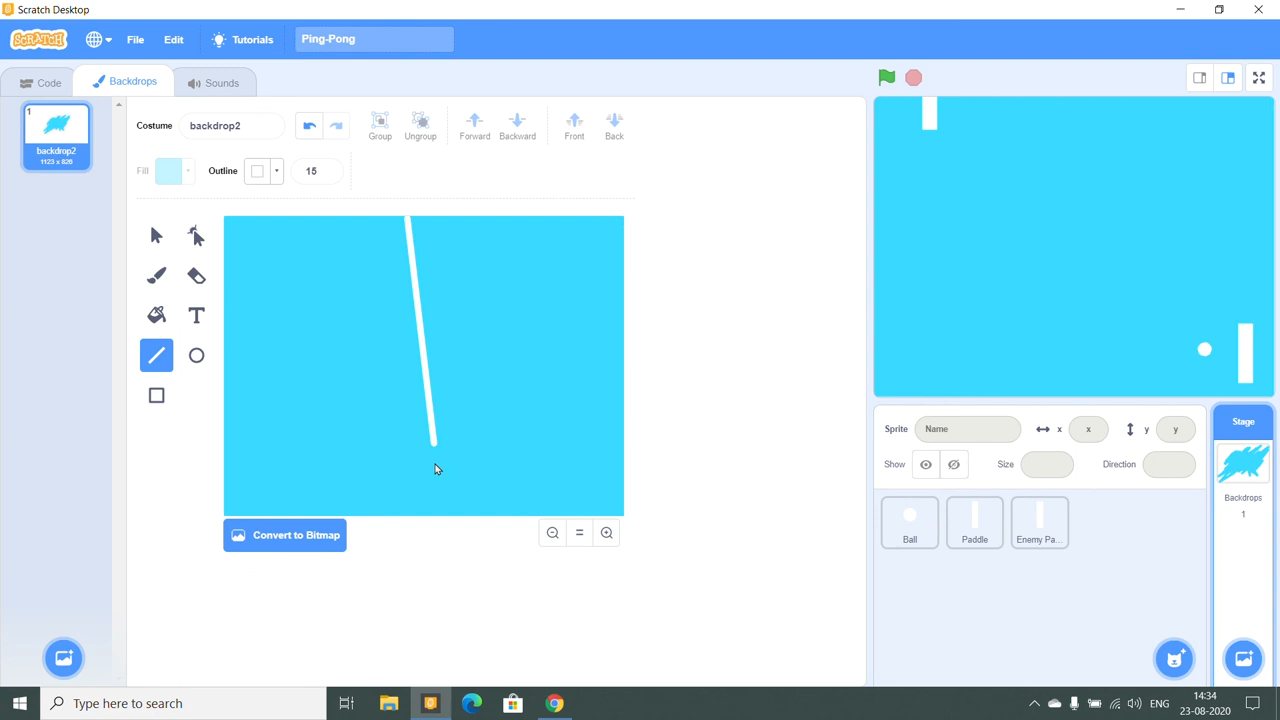 Scratch Desktop
SCRATCH File Edit Tutorials Ping-Pong
Code Backdrops Sounds
1
backdrop2
1123 x 826
Costume backdrop2 Group Ungroup Forward Backward Front Back
Fill Outline 15
Convert to Bitmap
Sprite Name x x y y
Show Size Direction
Ball Paddle Enemy Pa...
Stage
Backdrops
1
Type here to search
ENG
14:34
23-08-2020